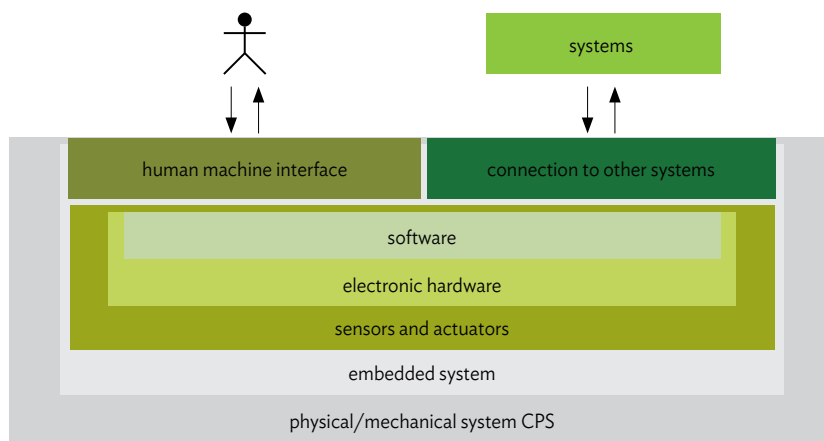 systems
human machine interface
connection to other systems
software
electronic hardware
sensors and actuators
embedded system
physical/mechanical system CPS